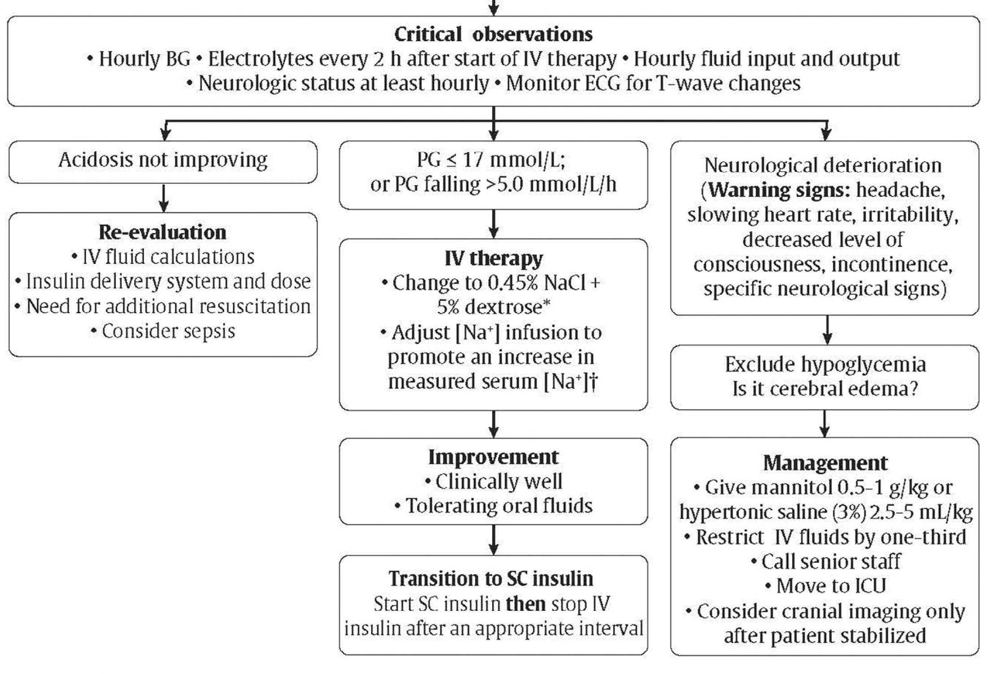 Critical observations
• Hourly BG • Electrolytes every 2 h after start of IV therapy • Hourly fluid input and output
• Neurologic status at least hourly • Monitor ECG for T-wave changes
Acidosis not improving
Re-evaluation
• IV fluid calculations
• Insulin delivery system and dose
• Need for additional resuscitation
• Consider sepsis
PG ≤ 17 mmol/L;
or PG falling >5.0 mmol/L/h
IV therapy
• Change to 0.45% NaCl +
5% dextrose*
• Adjust [Na⁺] infusion to
promote an increase in
measured serum [Na⁺]†
Improvement
• Clinically well
• Tolerating oral fluids
Transition to SC insulin
Start SC insulin then stop IV
insulin after an appropriate interval
Neurological deterioration
(Warning signs: headache,
slowing heart rate, irritability,
decreased level of
consciousness, incontinence,
specific neurological signs)
Exclude hypoglycemia
Is it cerebral edema?
Management
• Give mannitol 0.5–1 g/kg or
hypertonic saline (3%) 2.5–5 mL/kg
• Restrict IV fluids by one-third
• Call senior staff
• Move to ICU
• Consider cranial imaging only
after patient stabilized